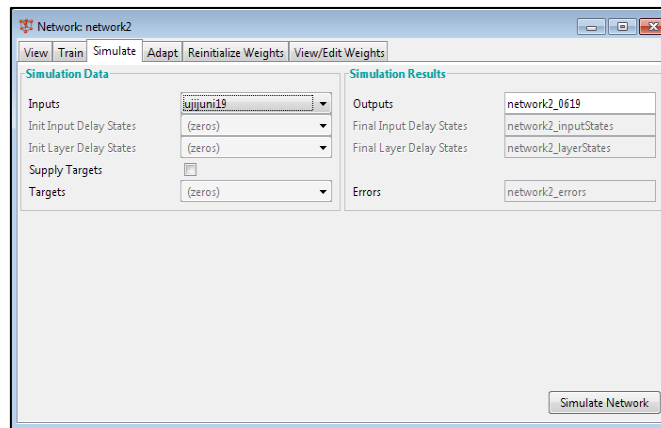 Network: network2
View Train Simulate Adapt Reinitialize Weights View/Edit Weights
Simulation Data
Inputs ujijuni19
Init Input Delay States (zeros)
Init Layer Delay States (zeros)
Supply Targets
Targets (zeros)
Simulation Results
Outputs network2_0619
Final Input Delay States network2_inputStates
Final Layer Delay States network2_layerStates
Errors network2_errors
Simulate Network